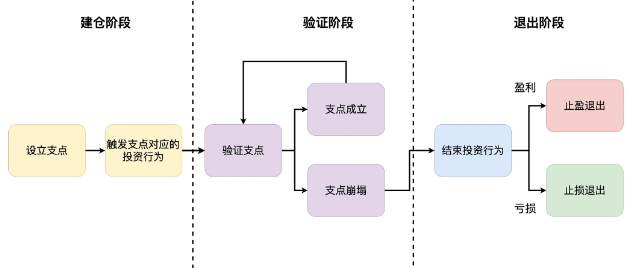 建仓阶段
验证阶段
退出阶段
设立支点
触发支点对应的
投资行为
验证支点
支点成立
支点崩塌
结束投资行为
盈利
止盈退出
亏损
止损退出